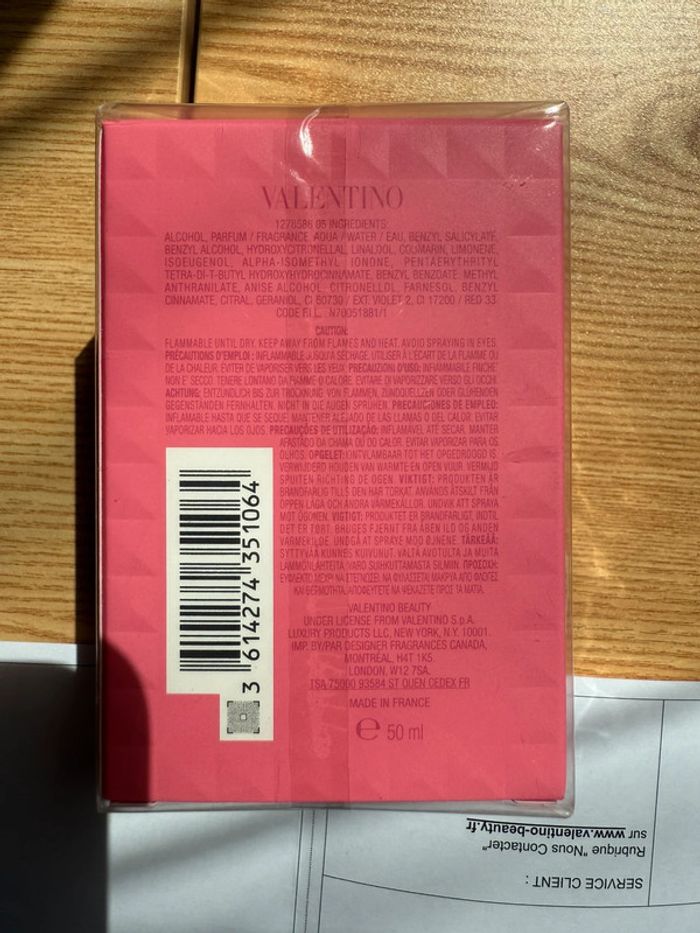 VALENTINO
1276586 05 INGREDIENTS:
ALCOHOL, PARFUM / FRAGRANCE, AQUA / WATER / EAU, BENZYL SALICYLATE,
BENZYL ALCOHOL, HYDROXYCITRONELLAL, LINALOOL, COUMARIN, LIMONENE,
ISOEUGENOL, ALPHA-ISOMETHYL IONONE, PENTAERYTHRITYL
TETRA-DI-T-BUTYL HYDROXYHYDROCINNAMATE, BENZYL BENZOATE, METHYL
ANTHRANILATE, ANISE ALCOHOL, CITRONELLOL, FARNESOL, BENZYL
CINNAMATE, CITRAL, GERANIOL, CI 60730 / EXT. VIOLET 2, CI 17200 / RED 33
CODE F.I.L. N70051881/1
CAUTION:
FLAMMABLE UNTIL DRY. KEEP AWAY FROM FLAMES AND HEAT. AVOID SPRAYING IN EYES.
PRÉCAUTIONS D'EMPLOI : INFLAMMABLE JUSQU'À SÉCHAGE. UTILISER À L'ÉCART DE LA FLAMME OU
DE LA CHALEUR. EVITER DE VAPORISER VERS LES YEUX. PRECAUZIONI D'USO: INFIAMMABILE FINCHE'
NON E' SECCO. TENERE LONTANO DA FIAMME O CALORE. EVITARE DI VAPORIZZARE VERSO GLI OCCHI.
ACHTUNG: ENTZÜNDLICH BIS ZUR TROCKNUNG. VON FLAMMEN, ZÜNDQUELLEN ODER GLÜHENDEN
GEGENSTÄNDEN FERNHALTEN. NICHT IN DIE AUGEN SPRÜHEN. PRECAUCIONES DE EMPLEO:
INFLAMABLE HASTA QUE SE SEQUE. MANTENER ALEJADO DE LAS LLAMAS O DEL CALOR. EVITAR
VAPORIZAR HACIA LOS OJOS. PRECAUÇÕES DE UTILIZAÇÃO: INFLAMÁVEL ATÉ SECAR. MANTER
AFASTADO DA CHAMA OU DO CALOR. EVITAR VAPORIZAR PARA OS
OLHOS. OPGELET: ONTVLAMBAAR TOT HET OPGEDROOGD IS.
VERWIJDERD HOUDEN VAN WARMTE EN OPEN VUUR. VERMIJD
SPUITEN RICHTING DE OGEN. VIKTIGT: PRODUKTEN ÄR
BRANDFARLIG TILLS DEN HAR TORKAT. ANVÄNDS ÅTSKILT FRÅN
ÖPPEN LÅGA OCH ANDRA VÄRMEKÄLLOR. UNDVIK ATT SPRAYA
MOT ÖGONEN. VIGTIGT: PRODUKTET ER BRANDFARLIGT, INDTIL
DET ER TØRT. BRUGES FJERNT FRA ÅBEN ILD OG ANDEN
VARMEKILDE. UNDGÅ AT SPRAYE MOD ØJNENE. TÄRKEÄÄ:
SYTTYVÄÄ KUNNES KUIVUNUT. VÄLTÄ AVOTULTA JA MUITA
LÄMMÖNLÄHTEITÄ. VARO SUIHKUTTAMASTA SILMIIN. ΠΡΟΣΟΧΗ:
ΕΥΦΛΕΚΤΟ ΜΕΧΡΙ ΝΑ ΣΤΕΓΝΩΣΕΙ. ΝΑ ΦΥΛΑΣΣΕΤΑΙ ΜΑΚΡΥΑ ΑΠΟ ΦΛΟΓΕΣ
ΚΑΙ ΘΕΡΜΟΤΗΤΑ. ΑΠΟΦΕΥΓΕΤΕ ΝΑ ΨΕΚΑΖΕΤΕ ΠΡΟΣ ΤΑ ΜΑΤΙΑ.
3 614274 351064
VALENTINO BEAUTY
UNDER LICENSE FROM VALENTINO S.p.A.
LUXURY PRODUCTS LLC, NEW YORK, N.Y. 10001.
IMP. BY/PAR DESIGNER FRAGRANCES CANADA,
MONTRÉAL, H4T 1K5.
LONDON, W12 7SA.
TSA 75000 93584 ST OUEN CEDEX FR
MADE IN FRANCE
℮ 50 ml
SERVICE CLIENT :
Rubrique "Nous Contacter"
sur www.valentino-beauty.fr